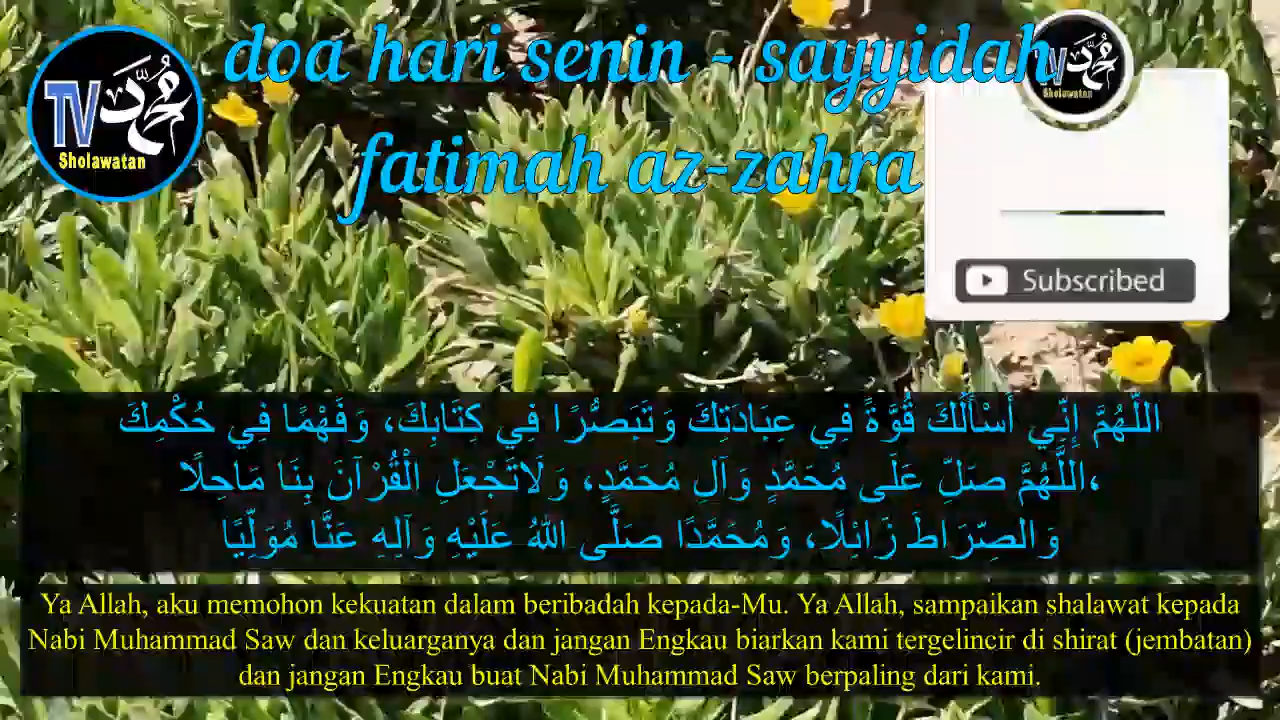 doa hari senin - sayyidah
fatimah az-zahra
TV
محمد
Sholawatan
محمد
Sholawatan
Subscribed
اللَّهُمَّ إِنِّي أَسْأَلُكَ قُوَّةً فِي عِبَادَتِكَ وَتَبَصُّرًا فِي كِتَابِكَ، وَفَهْمًا فِي حُكْمِكَ
،اللَّهُمَّ صَلِّ عَلَى مُحَمَّدٍ وَآلِ مُحَمَّدٍ، وَلَاتَجْعَلِ الْقُرْآنَ بِنَا مَاحِلًا
وَالصِّرَاطَ زَائِلًا، وَمُحَمَّدًا صَلَّى اللهُ عَلَيْهِ وَآلِهِ عَنَّا مُوَلِّيًا
Ya Allah, aku memohon kekuatan dalam beribadah kepada-Mu. Ya Allah, sampaikan shalawat kepada
Nabi Muhammad Saw dan keluarganya dan jangan Engkau biarkan kami tergelincir di shirat (jembatan)
dan jangan Engkau buat Nabi Muhammad Saw berpaling dari kami.